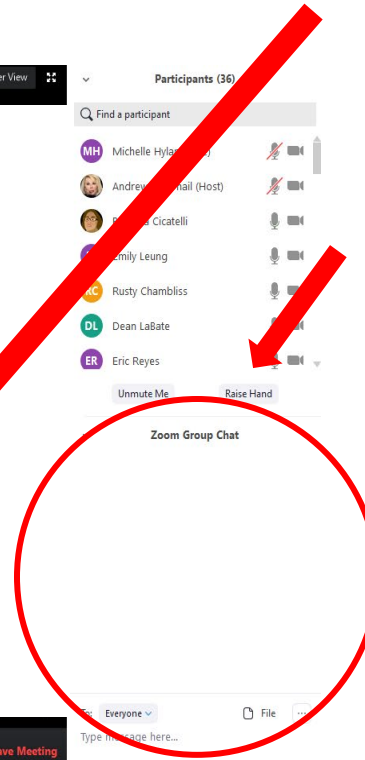 er View
Participants (36)
Find a participant
MH Michelle Hylan
Andrew mail (Host)
Cicatelli
Emily Leung
RC Rusty Chambliss
DL Dean LaBate
ER Eric Reyes
Unmute Me Raise Hand
Zoom Group Chat
To: Everyone File ...
Type message here...
ave Meeting